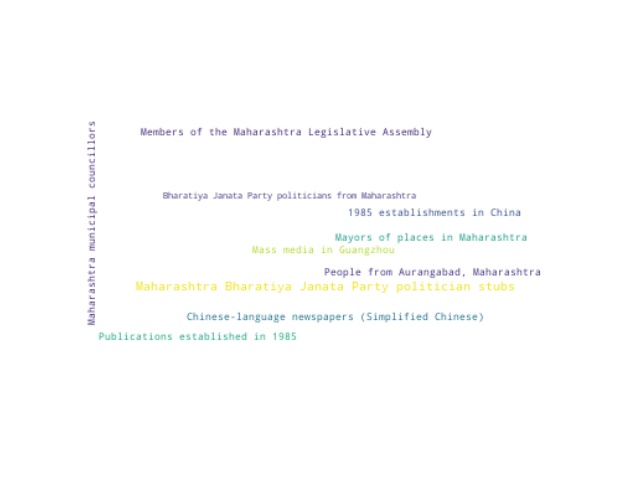 Maharashtra municipal councillors
Members of the Maharashtra Legislative Assembly
Bharatiya Janata Party politicians from Maharashtra
1985 establishments in China
Mayors of places in Maharashtra
Mass media in Guangzhou
People from Aurangabad, Maharashtra
Maharashtra Bharatiya Janata Party politician stubs
Chinese-language newspapers (Simplified Chinese)
Publications established in 1985